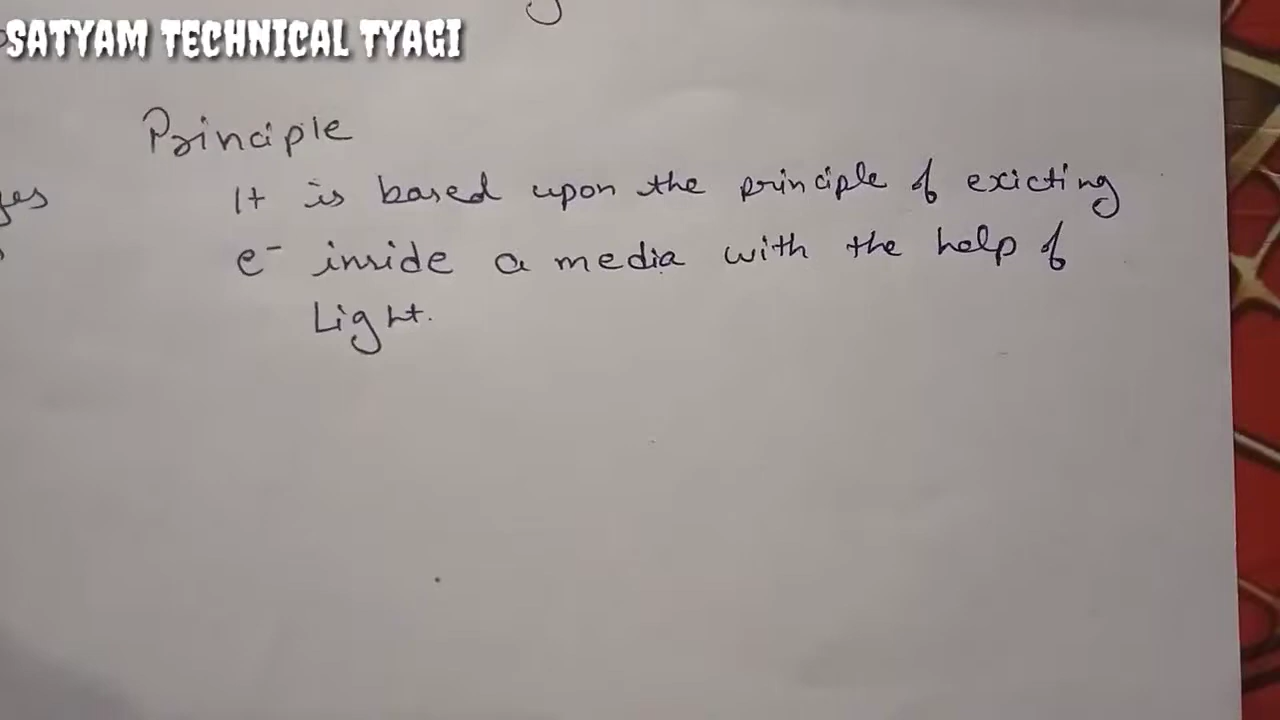 SATYAM TECHNICAL TYAGI
Principle
It is based upon the principle of exicting
e⁻ inside a media with the help of
Light.